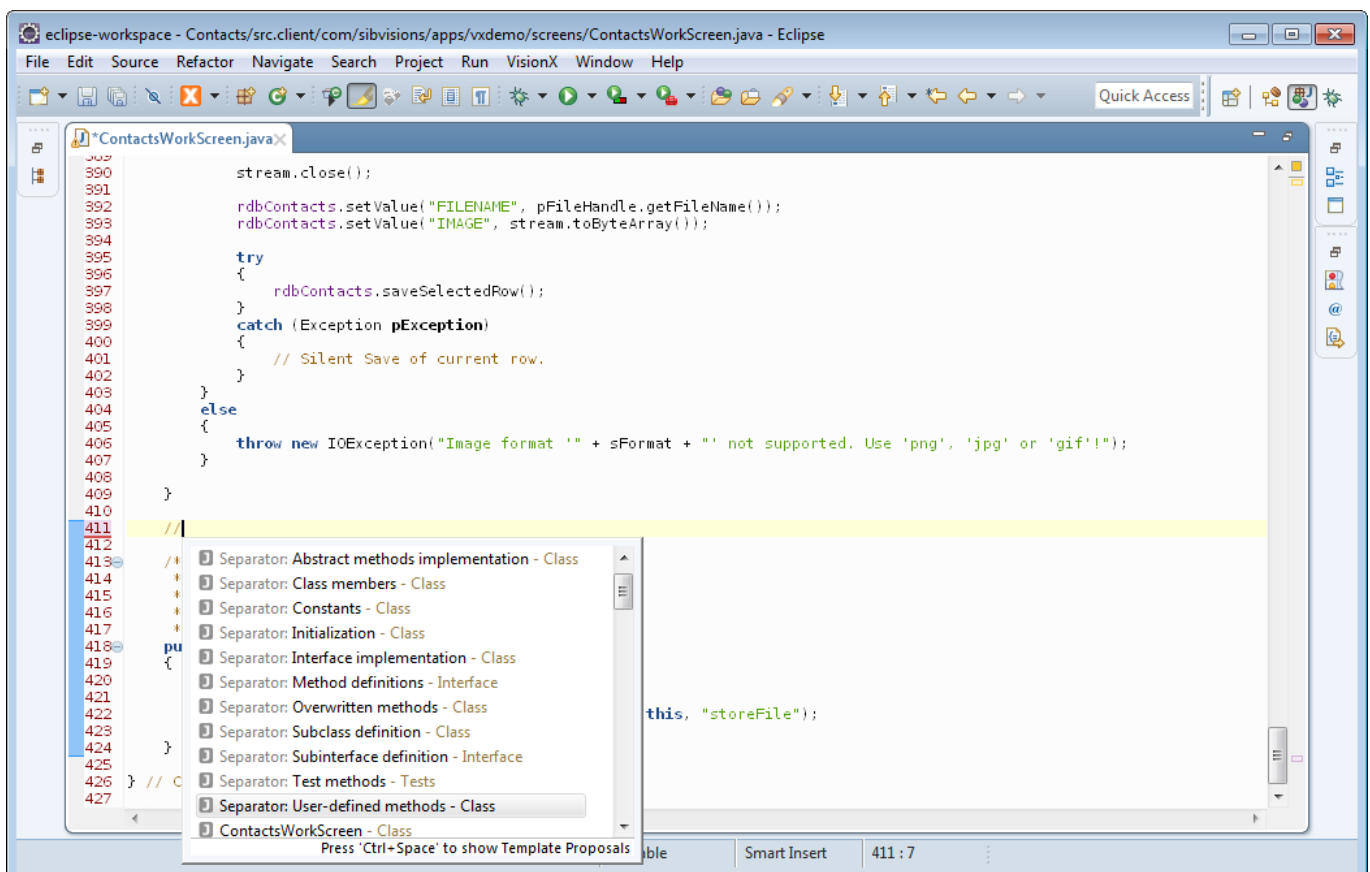 eclipse-workspace - Contacts/src.client/com/sibvisions/apps/vxdemo/screens/ContactsWorkScreen.java - Eclipse
File Edit Source Refactor Navigate Search Project Run VisionX Window Help
Quick Access
*ContactsWorkScreen.java
389
390 stream.close();
391
392 rdbContacts.setValue("FILENAME", pFileHandle.getFileName());
393 rdbContacts.setValue("IMAGE", stream.toByteArray());
394
395 try
396 {
397 rdbContacts.saveSelectedRow();
398 }
399 catch (Exception pException)
400 {
401 // Silent Save of current row.
402 }
403 }
404 else
405 {
406 throw new IOException("Image format '" + sFormat + "' not supported. Use 'png', 'jpg' or 'gif'!");
407 }
408
409 }
410
411 //
412
413 /*
414 *
415 *
416 *
417 *
418 pu
419 {
420
421
422 this, "storeFile");
423
424 }
425
426 } // C
427
Separator: Abstract methods implementation - Class
Separator: Class members - Class
Separator: Constants - Class
Separator: Initialization - Class
Separator: Interface implementation - Class
Separator: Method definitions - Interface
Separator: Overwritten methods - Class
Separator: Subclass definition - Class
Separator: Subinterface definition - Interface
Separator: Test methods - Tests
Separator: User-defined methods - Class
ContactsWorkScreen - Class
Press 'Ctrl+Space' to show Template Proposals
ble Smart Insert 411 : 7